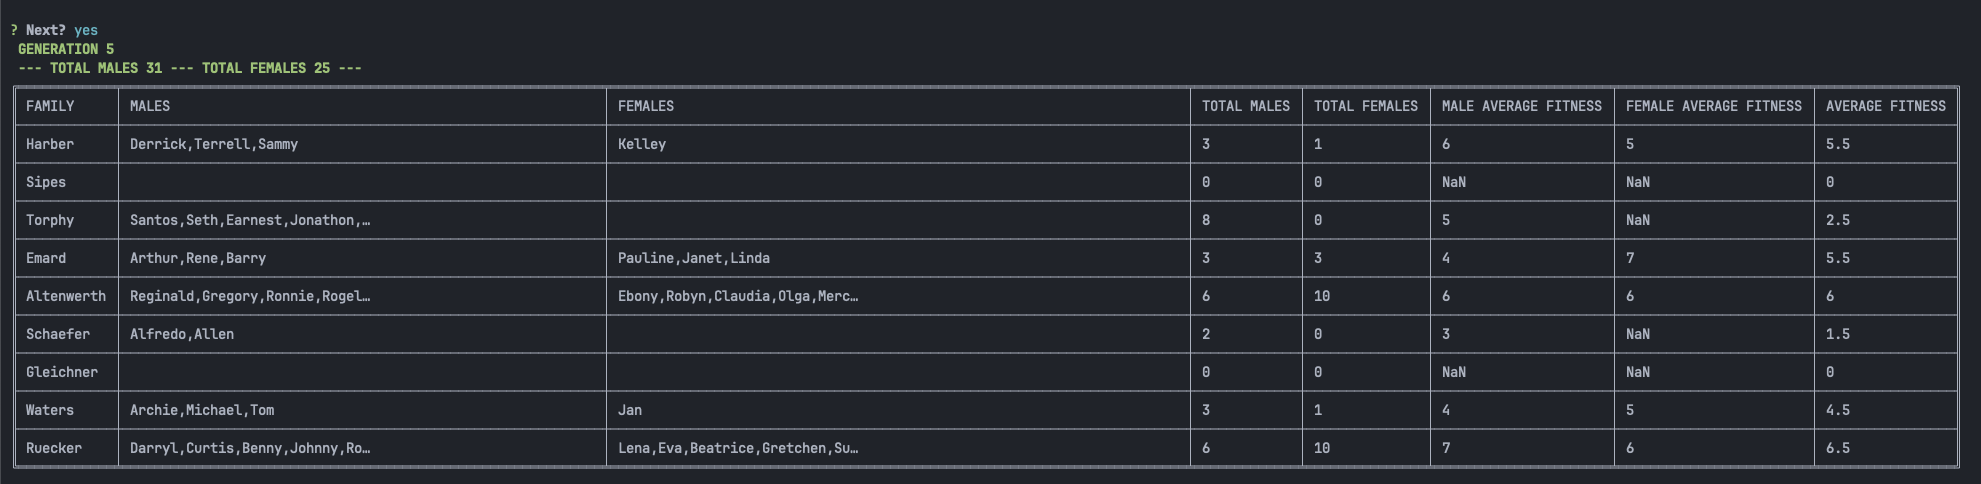 ? Next? yes
GENERATION 5
--- TOTAL MALES 31 --- TOTAL FEMALES 25 ---
FAMILY MALES FEMALES TOTAL MALES TOTAL FEMALES MALE AVERAGE FITNESS FEMALE AVERAGE FITNESS AVERAGE FITNESS
Harber Derrick,Terrell,Sammy Kelley 3 1 6 5 5.5
Sipes 0 0 NaN NaN 0
Torphy Santos,Seth,Earnest,Jonathon,… 8 0 5 NaN 2.5
Emard Arthur,Rene,Barry Pauline,Janet,Linda 3 3 4 7 5.5
Altenwerth Reginald,Gregory,Ronnie,Rogel… Ebony,Robyn,Claudia,Olga,Merc… 6 10 6 6 6
Schaefer Alfredo,Allen 2 0 3 NaN 1.5
Gleichner 0 0 NaN NaN 0
Waters Archie,Michael,Tom Jan 3 1 4 5 4.5
Ruecker Darryl,Curtis,Benny,Johnny,Ro… Lena,Eva,Beatrice,Gretchen,Su… 6 10 7 6 6.5